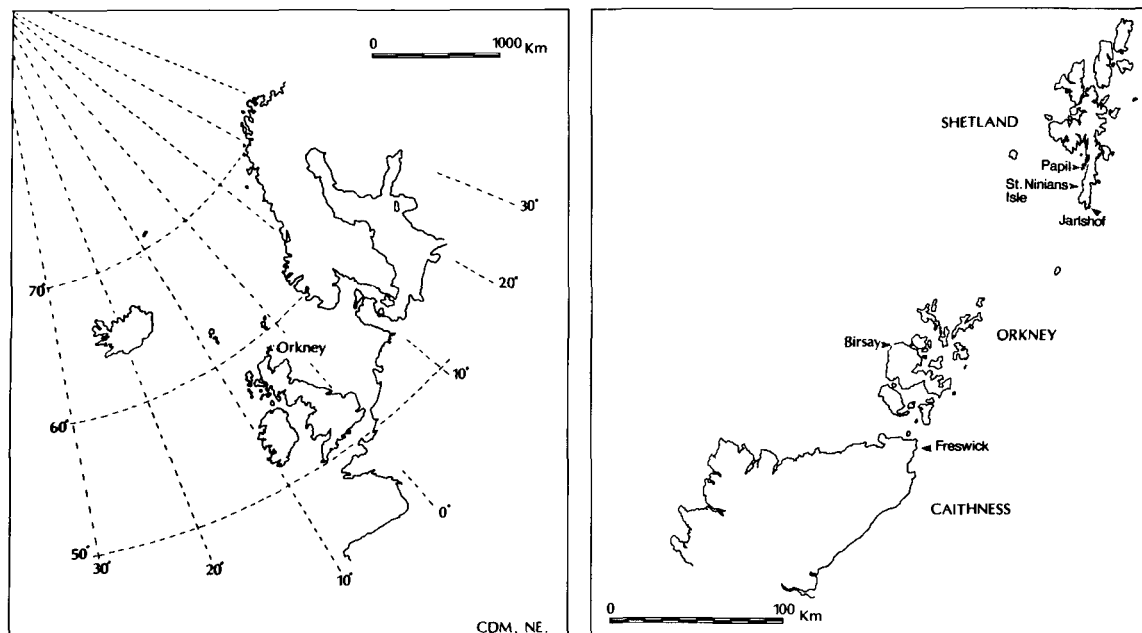 0 1000 Km
30°
20°
70°
Orkney
10°
60°
0°
50°
30°
20°
10°
CDM. NE.
SHETLAND
Papil
St. Ninians
Isle
Jarlshof
Birsay
ORKNEY
Freswick
CAITHNESS
0 100 Km